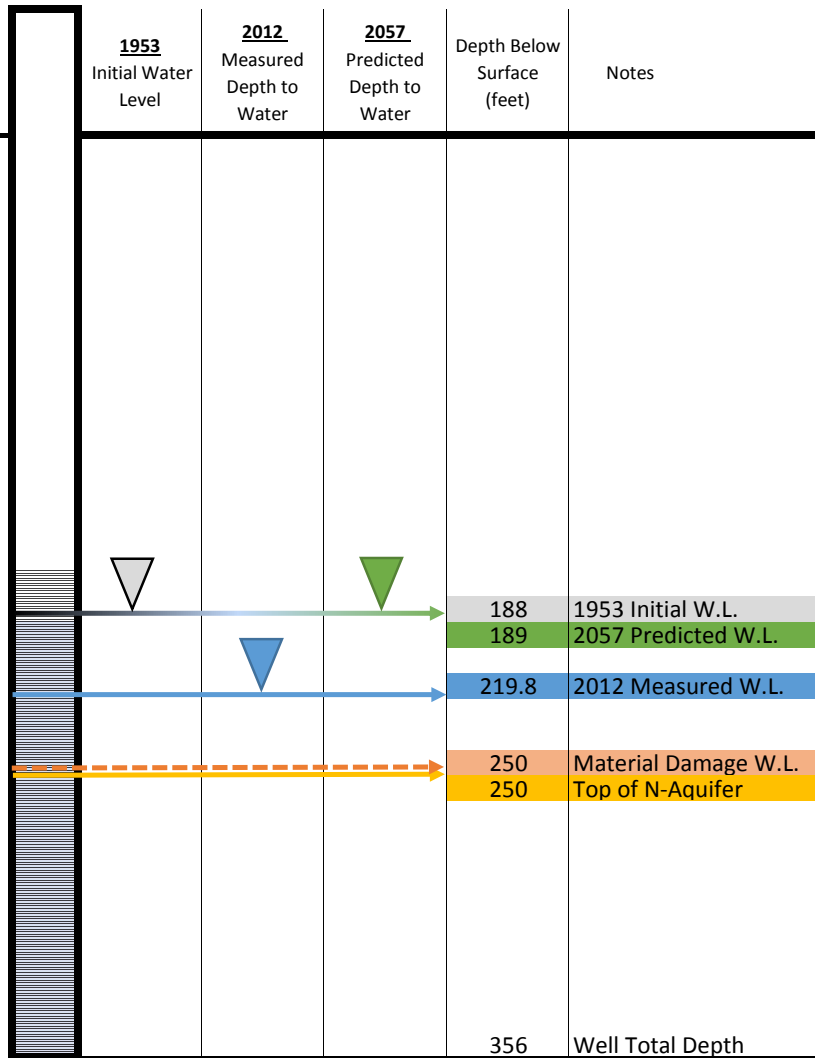 1953
Initial Water
Level
2012
Measured
Depth to
Water
2057
Predicted
Depth to
Water
Depth Below
Surface
(feet)
Notes
188 1953 Initial W.L.
189 2057 Predicted W.L.
219.8 2012 Measured W.L.
250 Material Damage W.L.
250 Top of N-Aquifer
356 Well Total Depth